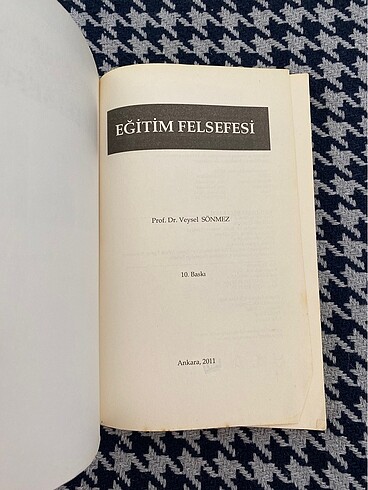 EĞİTİM FELSEFESİ
Prof. Dr. Veysel SÖNMEZ
10. Baskı
Ankara, 2011